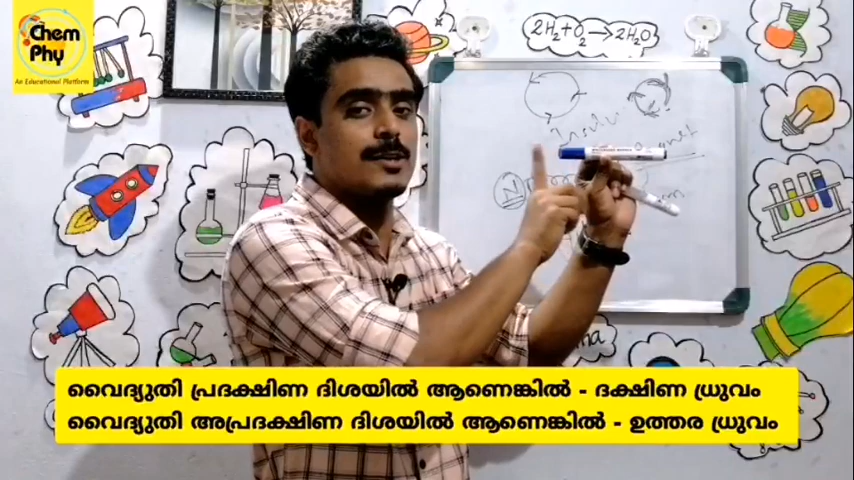 Chem
Phy
An Educational Platform
2H₂+O₂→2H₂O
N
വൈദ്യുതി പ്രദക്ഷിണ ദിശയിൽ ആണെങ്കിൽ - ദക്ഷിണ ധ്രുവം
വൈദ്യുതി അപ്രദക്ഷിണ ദിശയിൽ ആണെങ്കിൽ - ഉത്തര ധ്രുവം